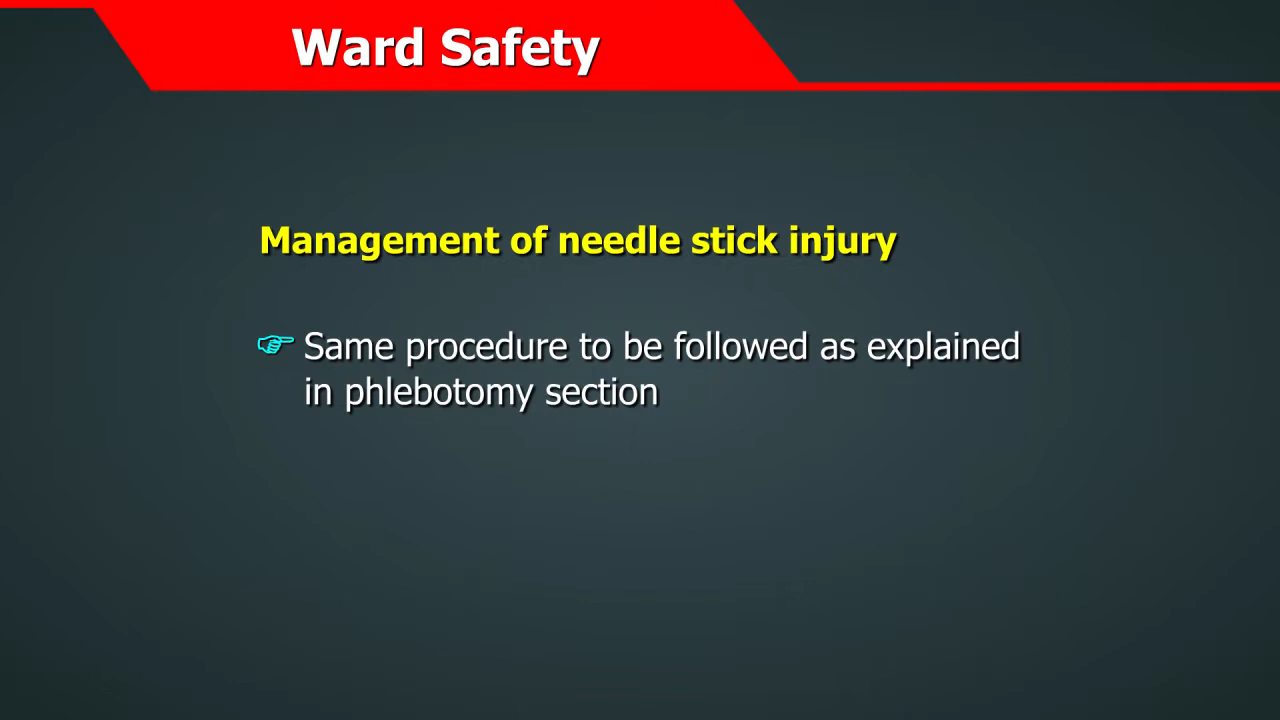 Ward Safety
Management of needle stick injury
Same procedure to be followed as explained
in phlebotomy section